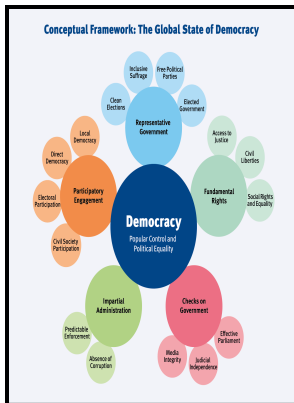 Conceptual Framework: The Global State of Democracy
Inclusive
Suffrage
Free Political
Parties
Clean
Elections
Elected
Government
Representative
Government
Local
Democracy
Direct
Democracy
Electoral
Participation
Civil Society
Participation
Participatory
Engagement
Access to
Justice
Civil
Liberties
Social Rights
and Equality
Fundamental
Rights
Democracy
Popular Control and
Political Equality
Impartial
Administration
Predictable
Enforcement
Absence of
Corruption
Checks on
Government
Effective
Parliament
Judicial
Independence
Media
Integrity